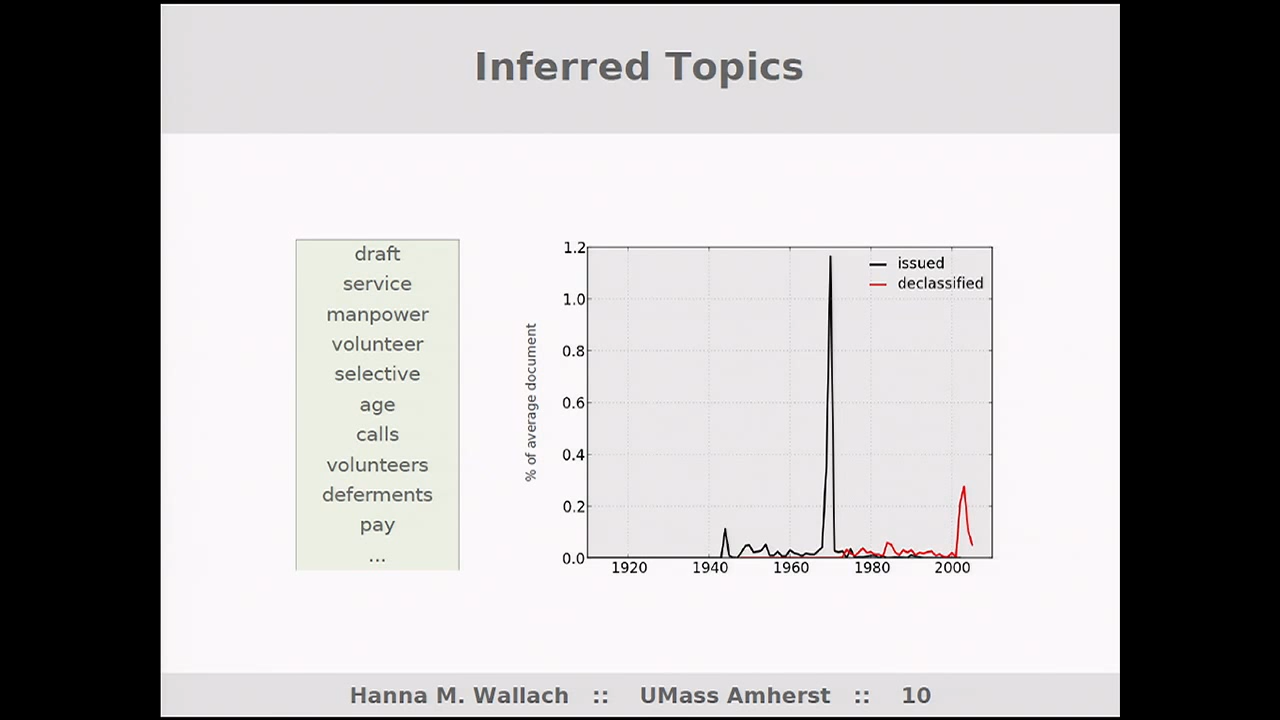 Inferred Topics
draft
service
manpower
volunteer
selective
age
calls
volunteers
deferments
pay
...
% of average document
1.2
1.0
0.8
0.6
0.4
0.2
0.0
issued
declassified
1920 1940 1960 1980 2000
Hanna M. Wallach :: UMass Amherst :: 10